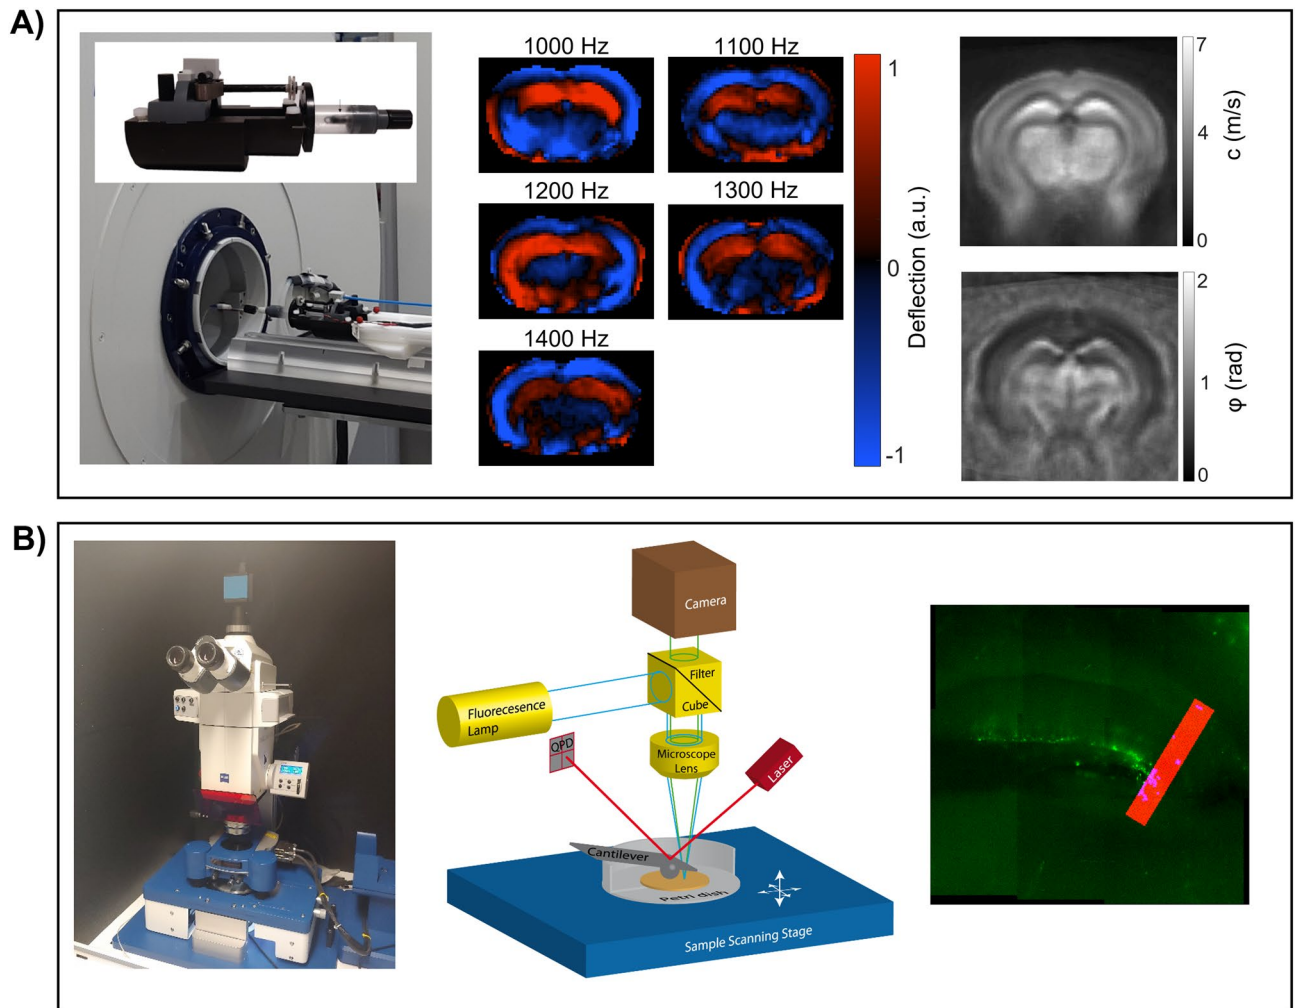 A)
1000 Hz
1100 Hz
1200 Hz
1300 Hz
1400 Hz
1
0
-1
Deflection (a.u.)
7
4
0
c (m/s)
2
1
0
φ (rad)
B)
Camera
Filter
Cube
Fluorecesence
Lamp
QPD
Microscope
Lens
Laser
Cantilever
Petri dish
Sample Scanning Stage